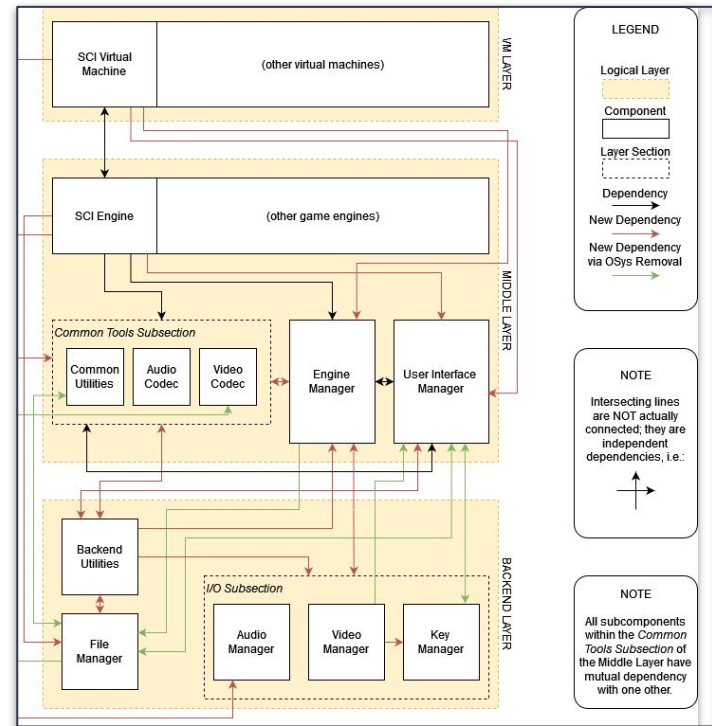 SCI Virtual
Machine
(other virtual machines)
VM LAYER
SCI Engine
(other game engines)
MIDDLE LAYER
Common Tools Subsection
Common
Utilities
Audio
Codec
Video
Codec
Engine
Manager
User Interface
Manager
Backend
Utilities
File
Manager
I/O Subsection
Audio
Manager
Video
Manager
Key
Manager
BACKEND LAYER
LEGEND
Logical Layer
Component
Layer Section
Dependency
New Dependency
New Dependency
via OSys Removal
NOTE
Intersecting lines
are NOT actually
connected; they are
independent
dependencies, i.e.:
NOTE
All subcomponents
within the Common
Tools Subsection of
the Middle Layer have
mutual dependency
with one other.